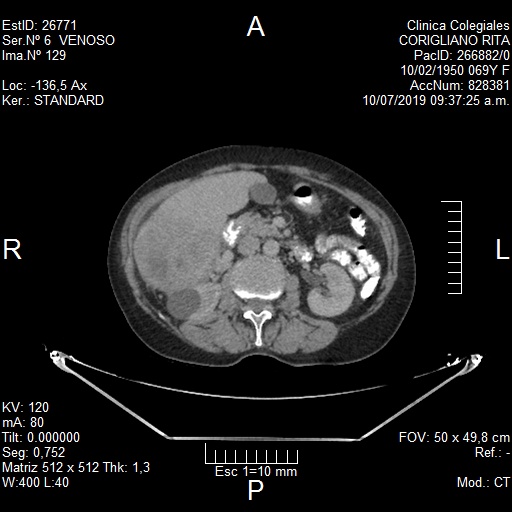 EstID: 26771
Ser.Nº 6 VENOSO
Ima.Nº 129
Loc: -136,5 Ax
Ker.: STANDARD
A
Clinica Colegiales
CORIGLIANO RITA
PacID: 266882/0
10/02/1950 069Y F
AccNum: 828381
10/07/2019 09:37:25 a.m.
R
L
KV: 120
mA: 80
Tilt: 0.000000
Seg: 0,752
Matriz 512 x 512 Thk: 1,3
W:400 L:40
Esc 1=10 mm
P
FOV: 50 x 49,8 cm
Ref.: -
Mod.: CT